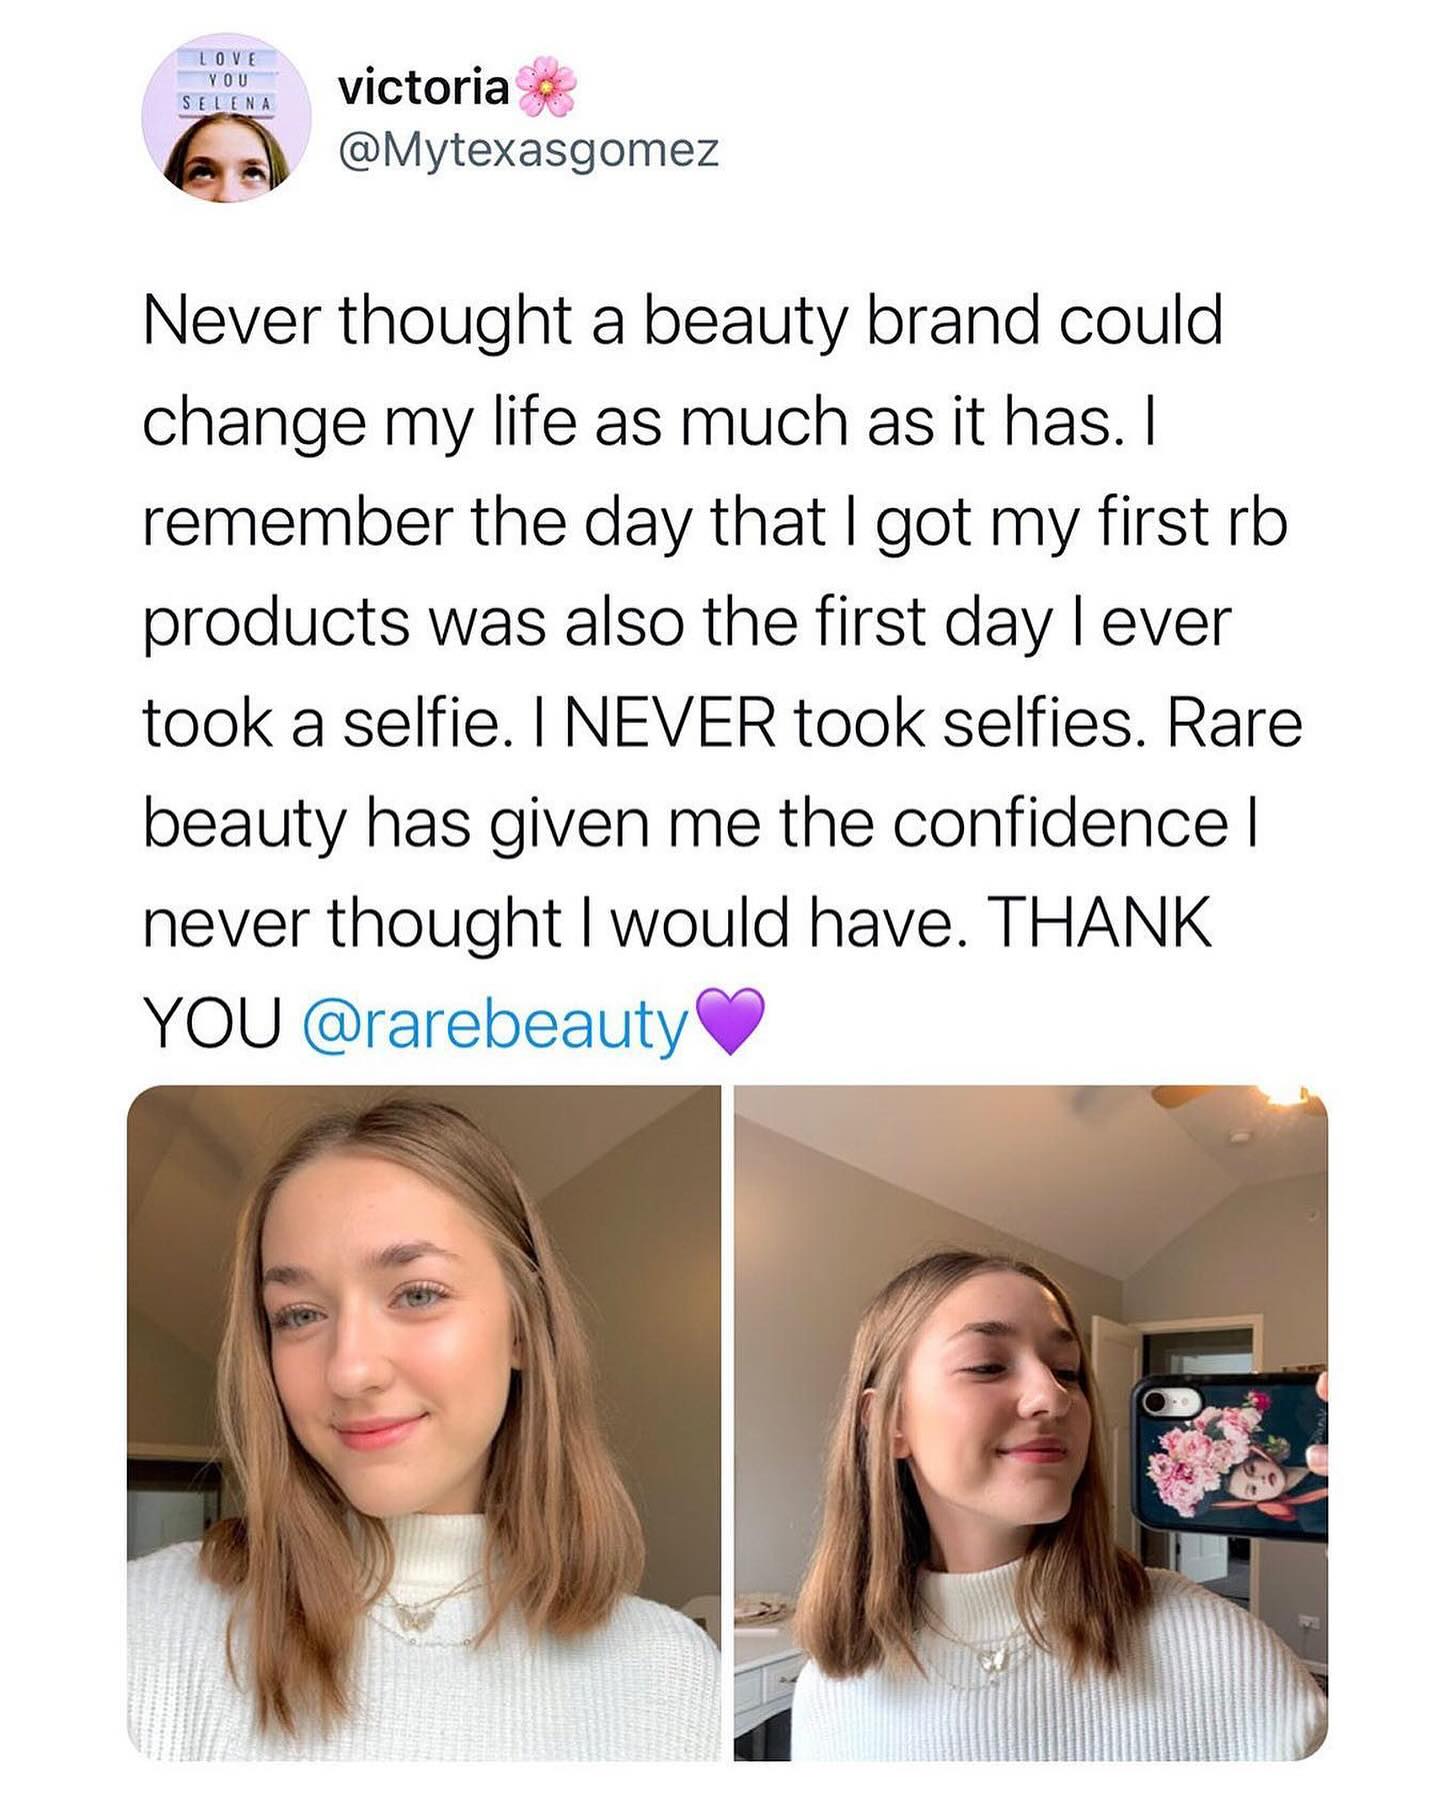 LOVE
YOU
SELENA
victoria🌸
@Mytexasgomez
Never thought a beauty brand could
change my life as much as it has. I
remember the day that I got my first rb
products was also the first day I ever
took a selfie. I NEVER took selfies. Rare
beauty has given me the confidence I
never thought I would have. THANK
YOU @rarebeauty💜